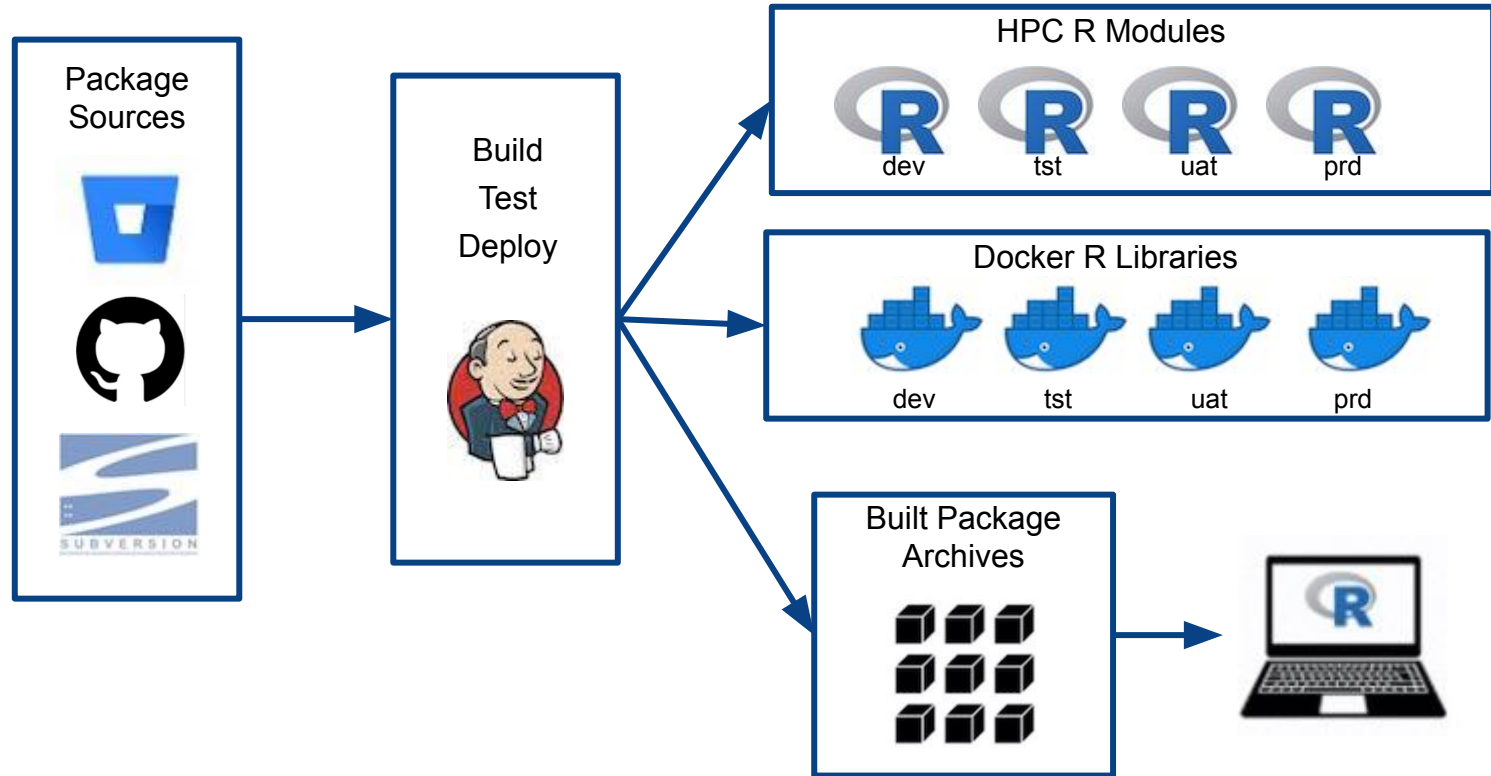 Package
Sources
SUBVERSION
Build
Test
Deploy
HPC R Modules
R R R R
dev tst uat prd
Docker R Libraries
dev tst uat prd
Built Package
Archives
R